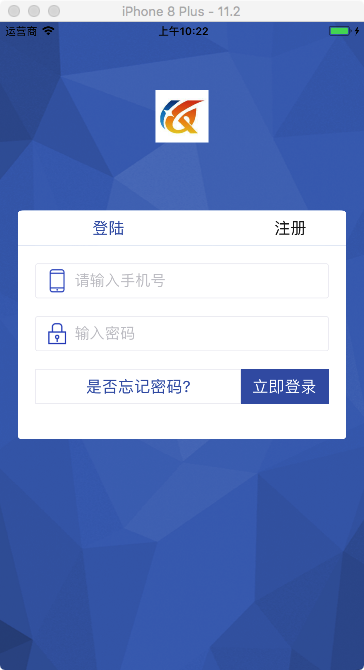 iPhone 8 Plus - 11.2
运营商 上午10:22
登陆 注册
请输入手机号
输入密码
是否忘记密码? 立即登录